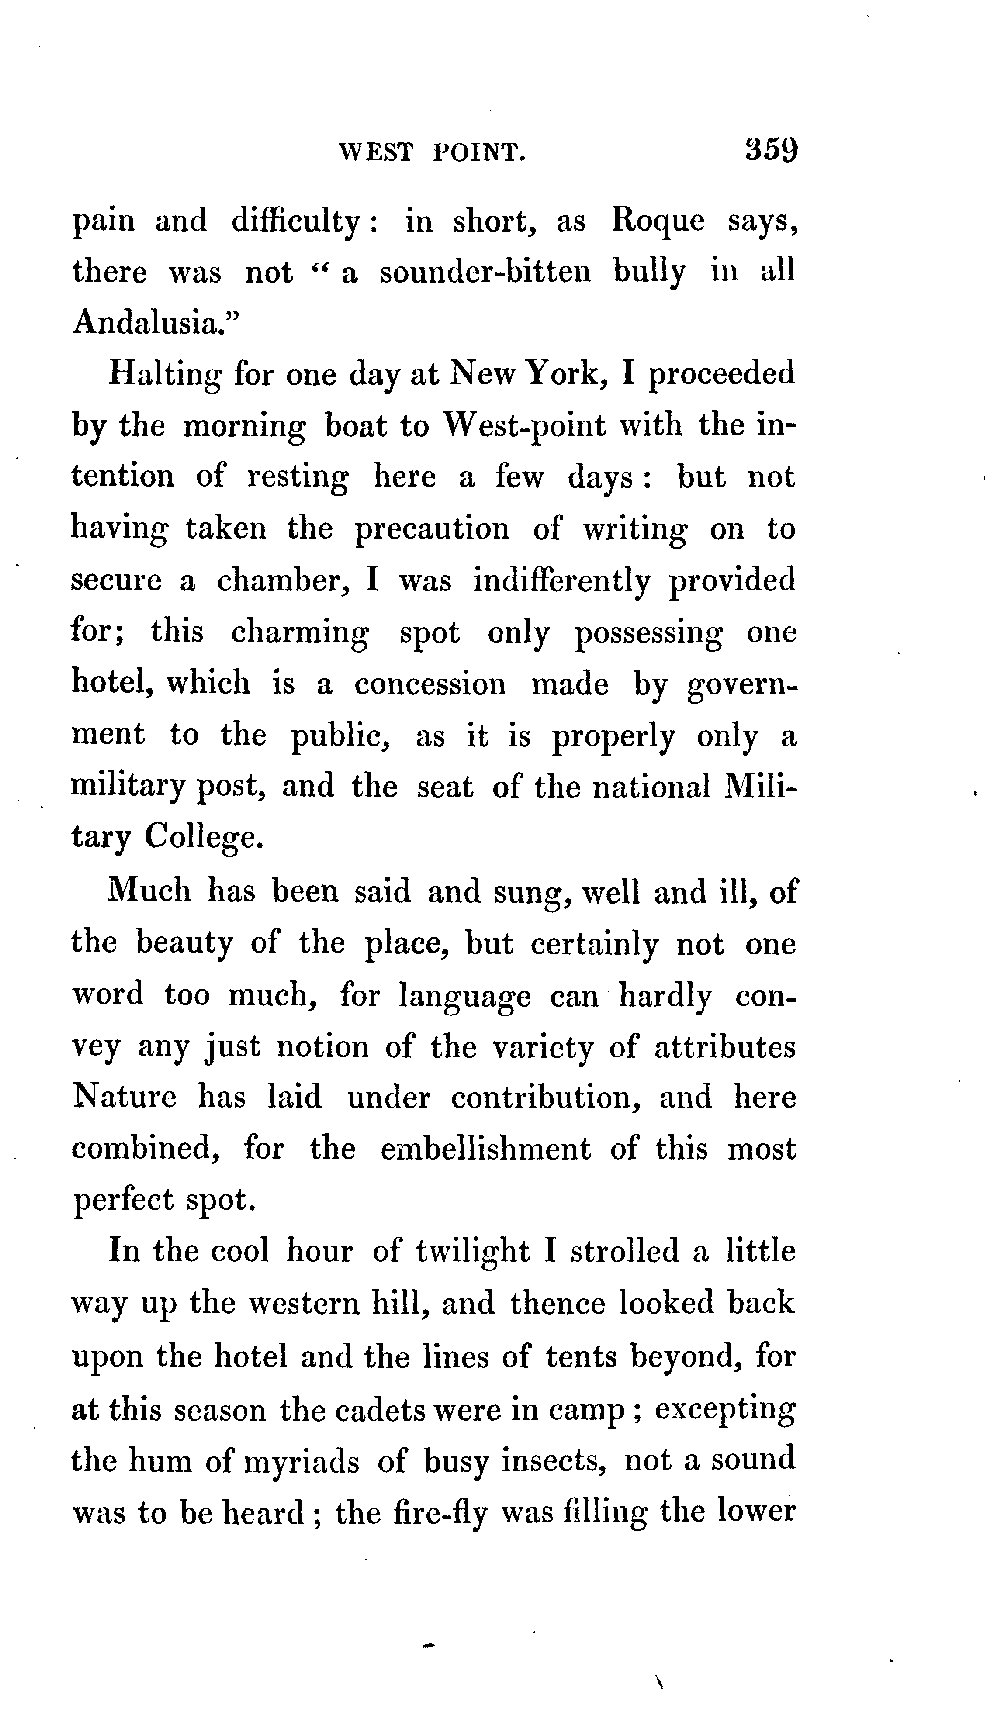 WEST POINT. 359
pain and difficulty : in short, as Roque says,
there was not “ a sounder-bitten bully in all
Andalusia.”
Halting for one day at New York, I proceeded
by the morning boat to West-point with the in-
tention of resting here a few days : but not
having taken the precaution of writing on to
secure a chamber, I was indifferently provided
for; this charming spot only possessing one
hotel, which is a concession made by govern-
ment to the public, as it is properly only a
military post, and the seat of the national Mili-
tary College.
Much has been said and sung, well and ill, of
the beauty of the place, but certainly not one
word too much, for language can hardly con-
vey any just notion of the variety of attributes
Nature has laid under contribution, and here
combined, for the embellishment of this most
perfect spot.
In the cool hour of twilight I strolled a little
way up the western hill, and thence looked back
upon the hotel and the lines of tents beyond, for
at this season the cadets were in camp ; excepting
the hum of myriads of busy insects, not a sound
was to be heard ; the fire-fly was filling the lower